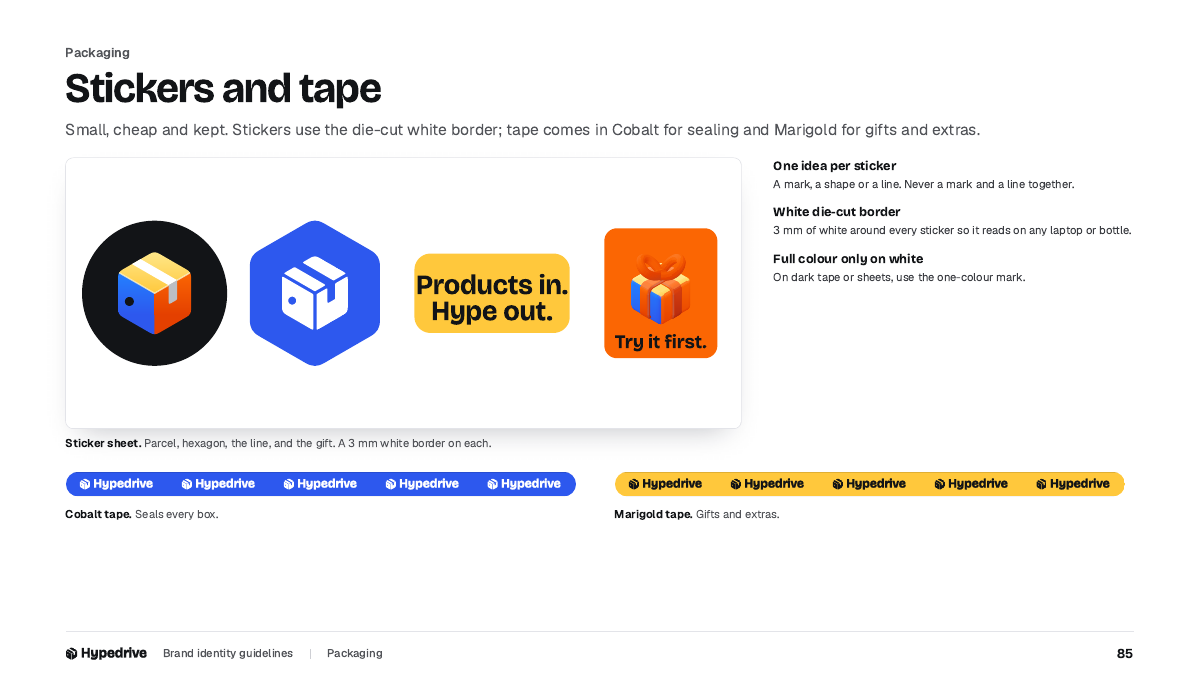 Packaging
Stickers and tape
Small, cheap and kept. Stickers use the die-cut white border; tape comes in Cobalt for sealing and Marigold for gifts and extras.
Products in.
Hype out.
Try it first.
Sticker sheet. Parcel, hexagon, the line, and the gift. A 3 mm white border on each.
One idea per sticker
A mark, a shape or a line. Never a mark and a line together.
White die-cut border
3 mm of white around every sticker so it reads on any laptop or bottle.
Full colour only on white
On dark tape or sheets, use the one-colour mark.
Hypedrive Hypedrive Hypedrive Hypedrive Hypedrive
Cobalt tape. Seals every box.
Hypedrive Hypedrive Hypedrive Hypedrive Hypedrive
Marigold tape. Gifts and extras.
Hypedrive Brand identity guidelines | Packaging 85